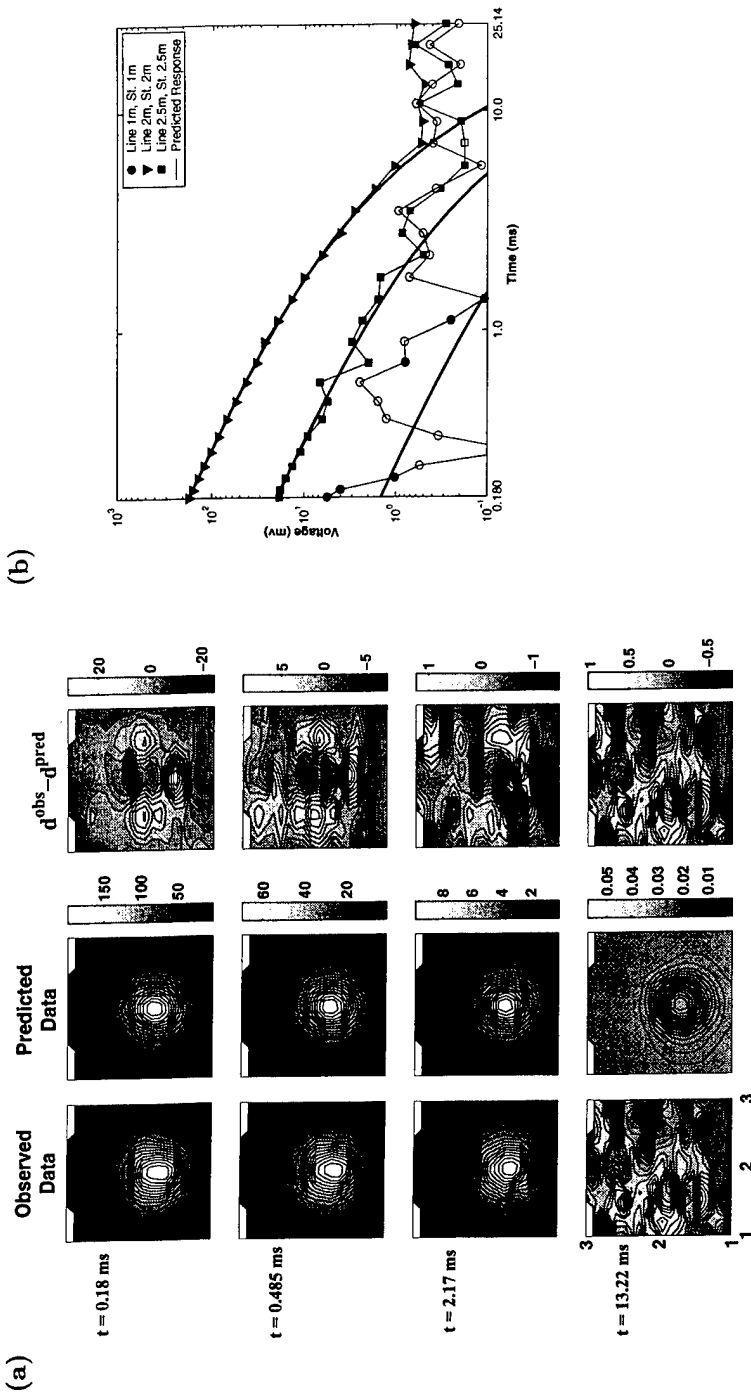 (a)
Observed
Data
Predicted
Data
d^obs-d^pred
t = 0.18 ms
150
100
50
20
0
-20
t = 0.485 ms
60
40
20
5
0
-5
t = 2.17 ms
8
6
4
2
1
0
-1
t = 13.22 ms
3
2
1
1
2
3
0.05
0.04
0.03
0.02
0.01
1
0.5
0
-0.5
(b)
Voltage (mv)
10^3
10^2
10^1
10^0
10^-1
Line 1m, St. 1m
Line 2m, St. 2m
Line 2.5m, St. 2.5m
Predicted Response
0.180
1.0
10.0
25.14
Time (ms)